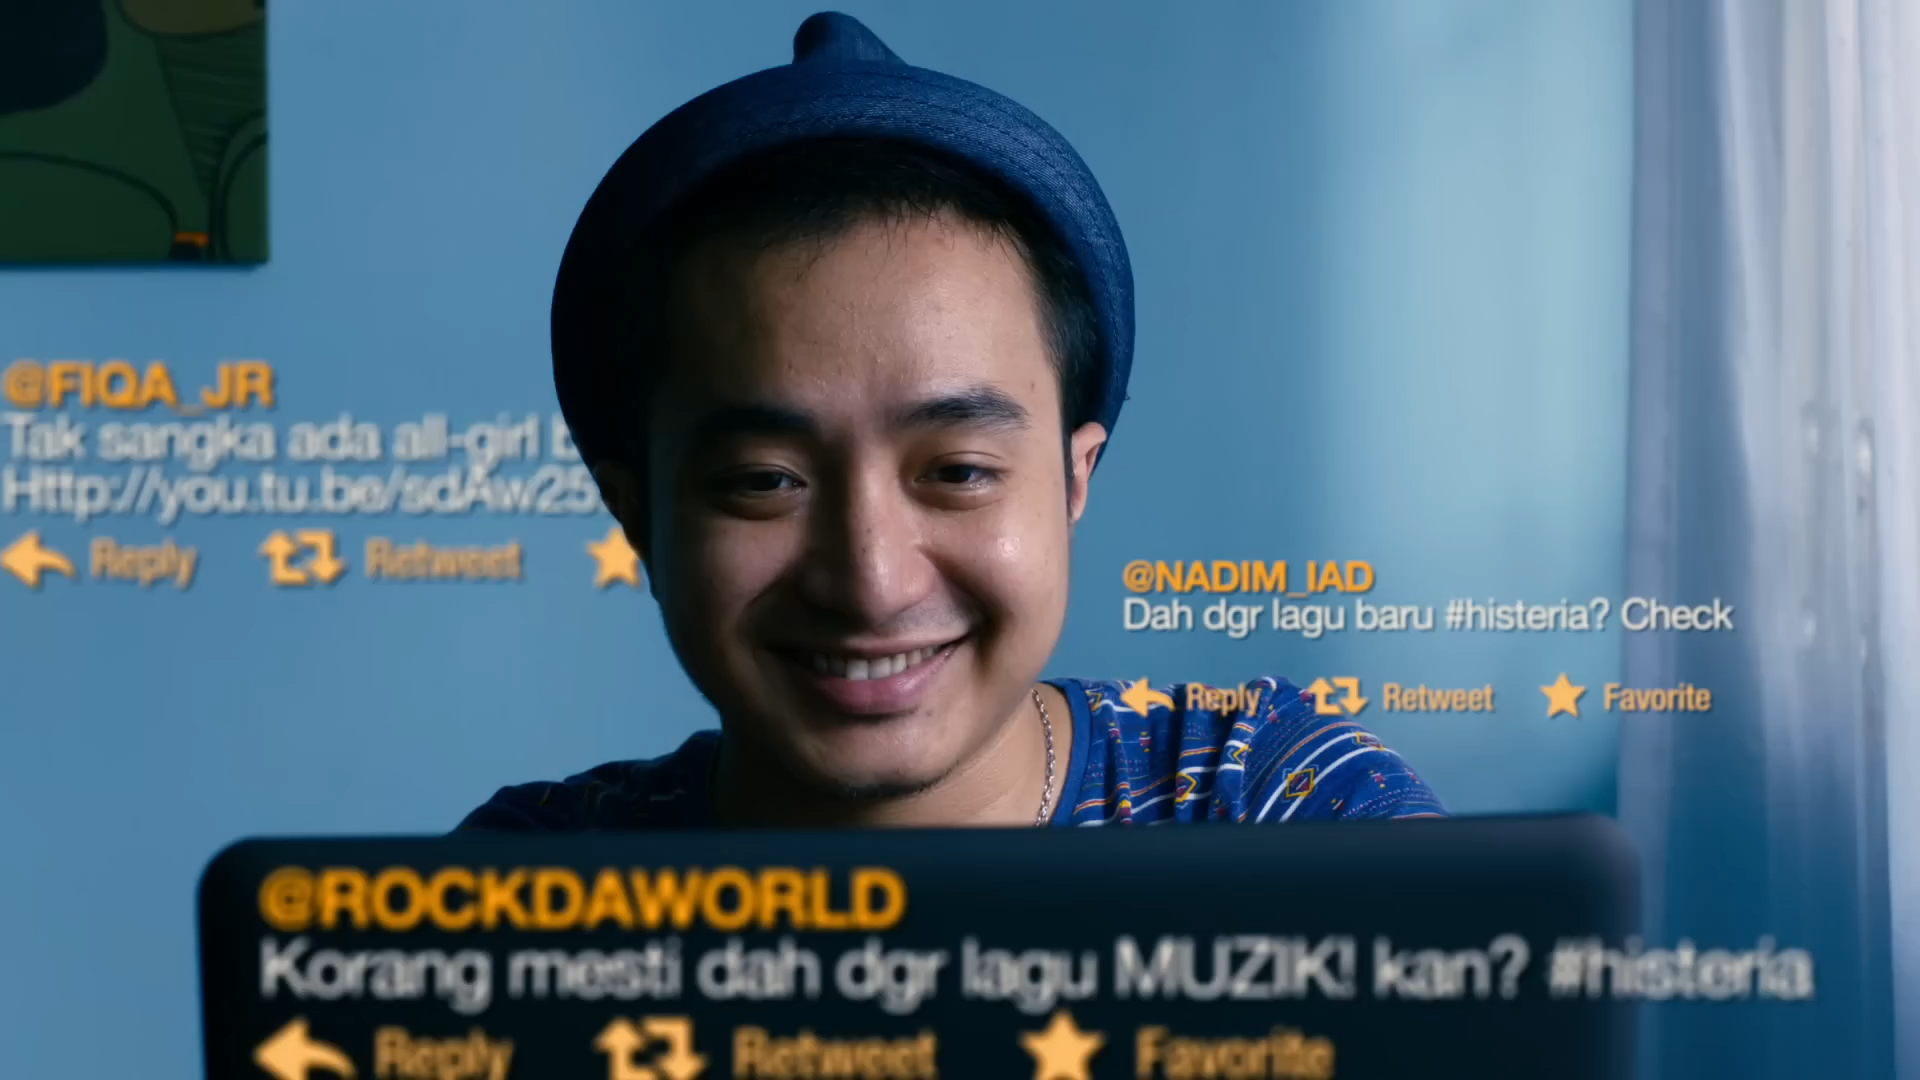 @FIQA_JR
Tak sangka ada all-girl
Http://you.tu.be/sdAw25
Reply Retweet
@NADIM_IAD
Dah dgr lagu baru #histeria? Check
Reply Retweet Favorite
@ROCKDAWORLD
Korang mesti dah dgr lagu MUZIK! kan? #histeria
Reply Retweet Favorite